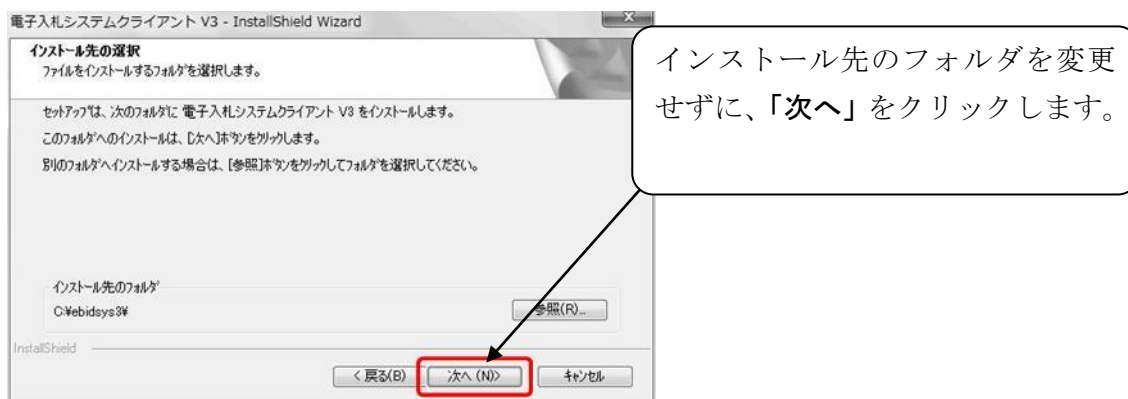 電子入札システムクライアント V3 - InstallShield Wizard
インストール先の選択
ファイルをインストールするフォルダを選択します。
セットアップは、次のフォルダに 電子入札システムクライアント V3 をインストールします。
このフォルダへのインストールは、[次へ]ボタンをクリックします。
別のフォルダへインストールする場合は、[参照]ボタンをクリックしてフォルダを選択してください。
インストール先のフォルダ
C:¥ebidsys3¥
参照(R)...
InstallShield
< 戻る(B)
次へ (N)>
キャンセル
インストール先のフォルダを変更
せずに、「次へ」をクリックします。